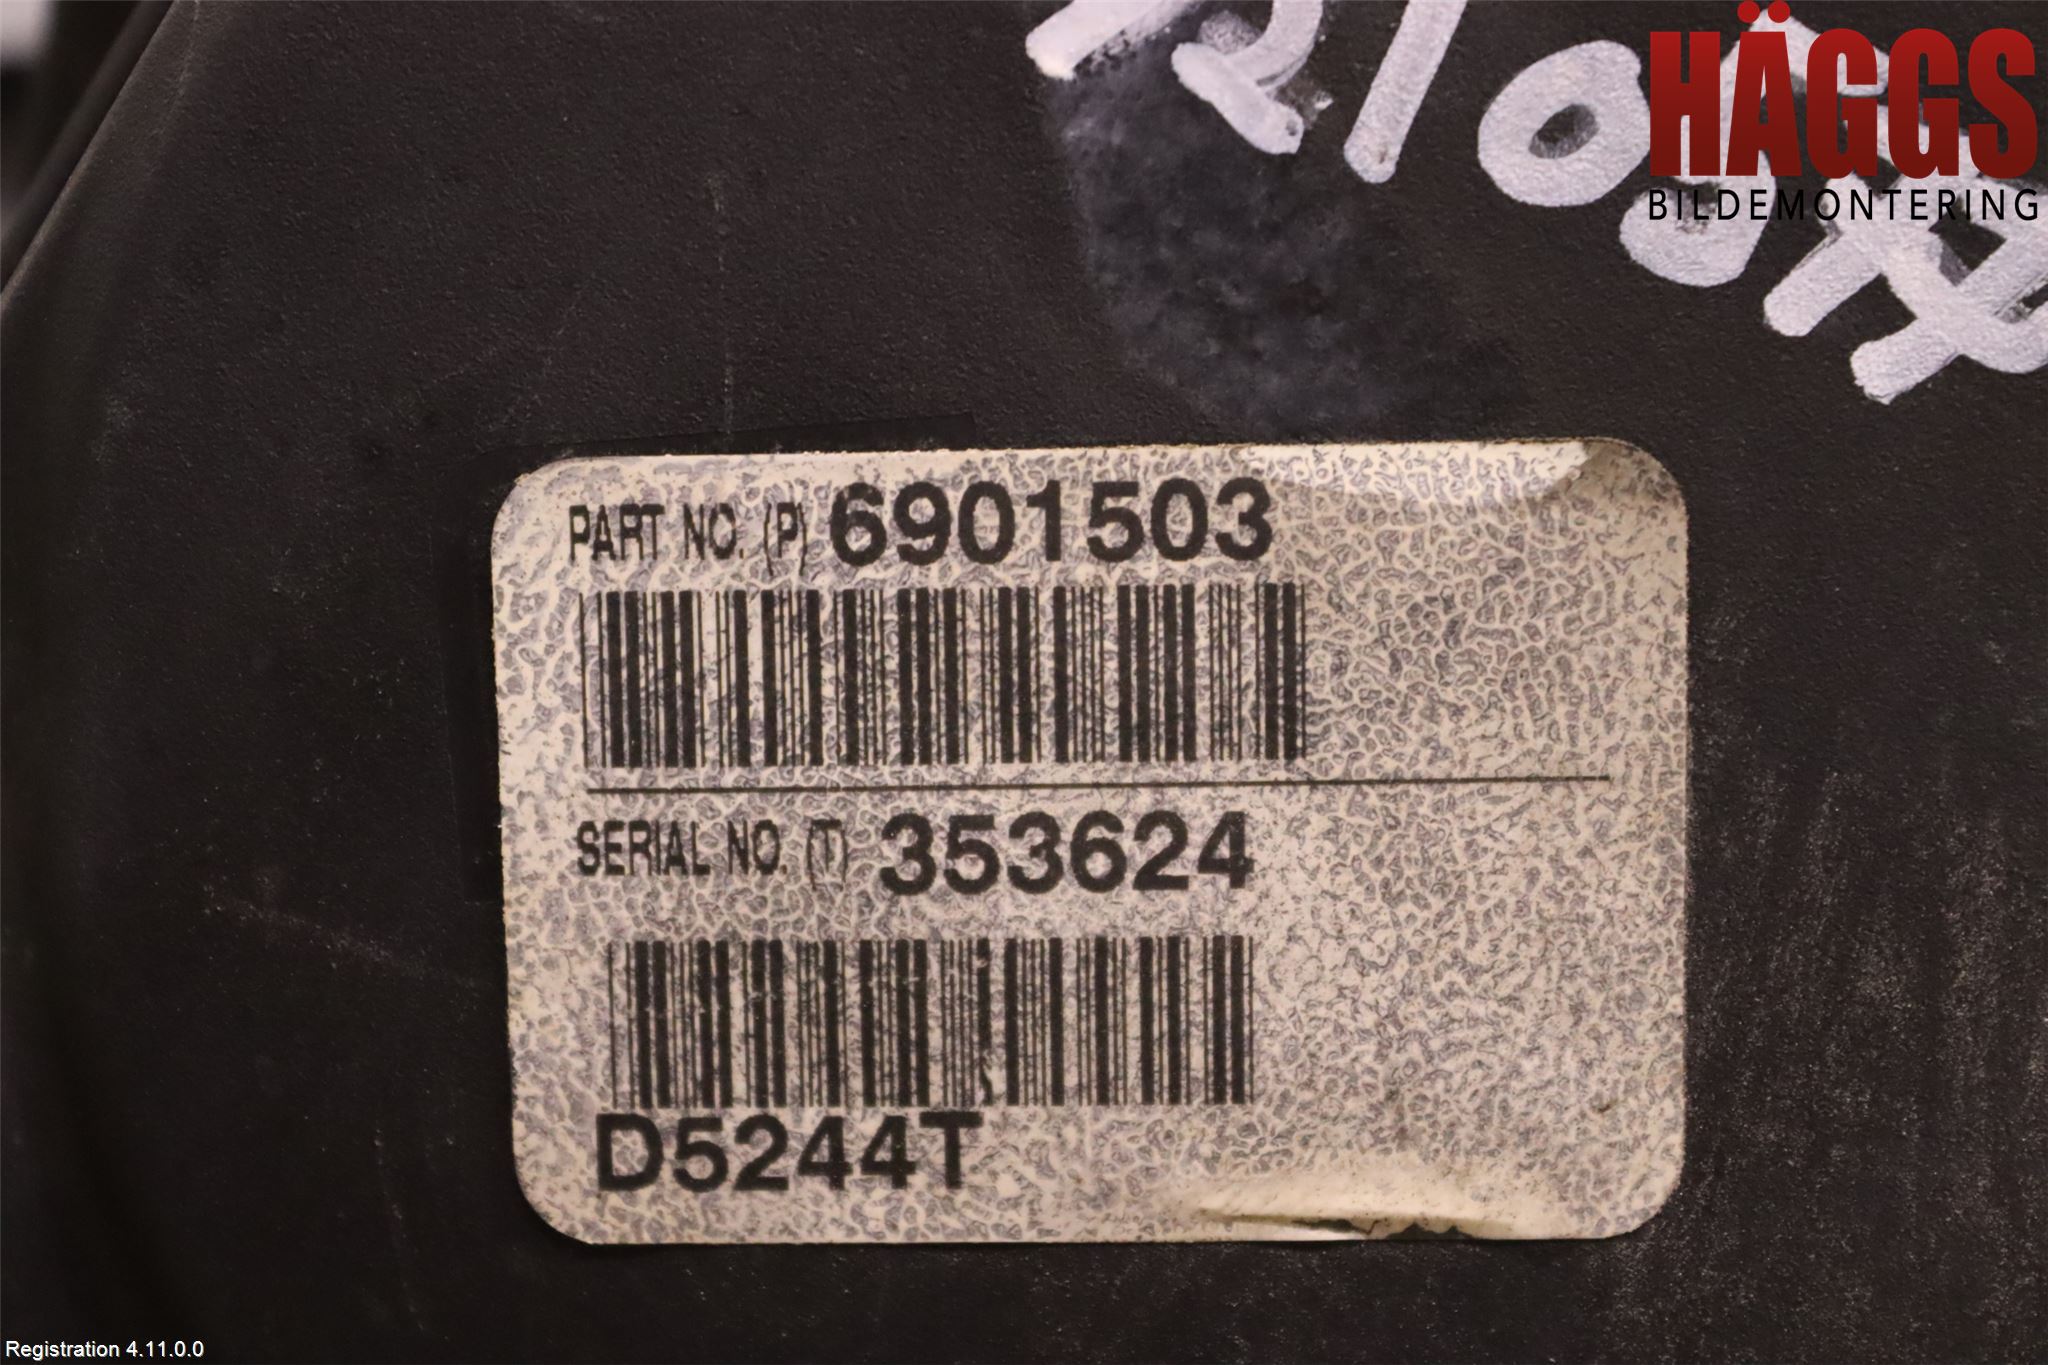 HÄGGS
BILDEMONTERING
PART NO. (P) 6901503
SERIAL NO. (T) 353624
D5244T
Registration 4.11.0.0